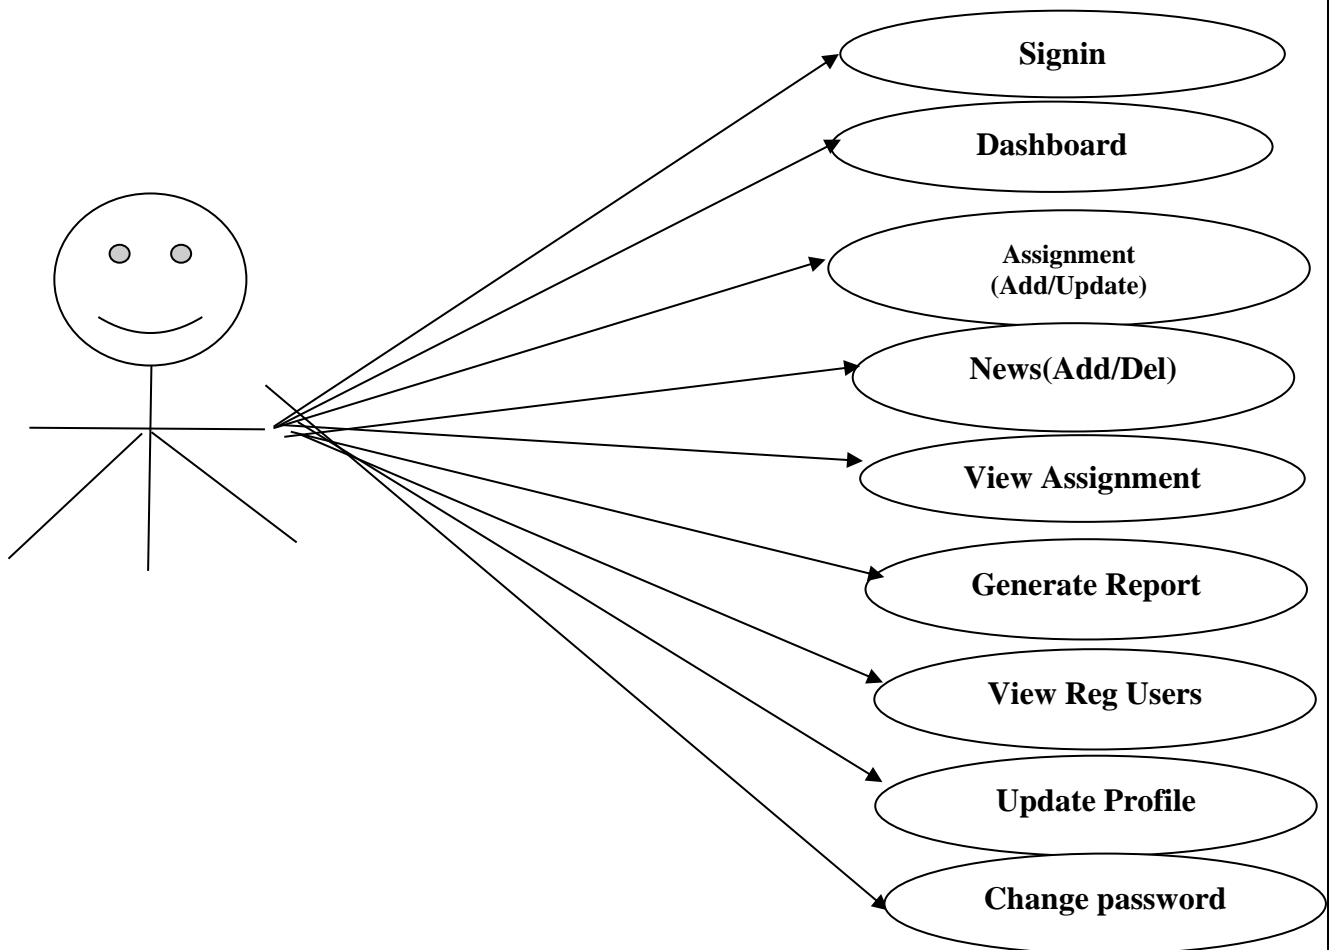 Signin
Dashboard
Assignment
(Add/Update)
News(Add/Del)
View Assignment
Generate Report
View Reg Users
Update Profile
Change password